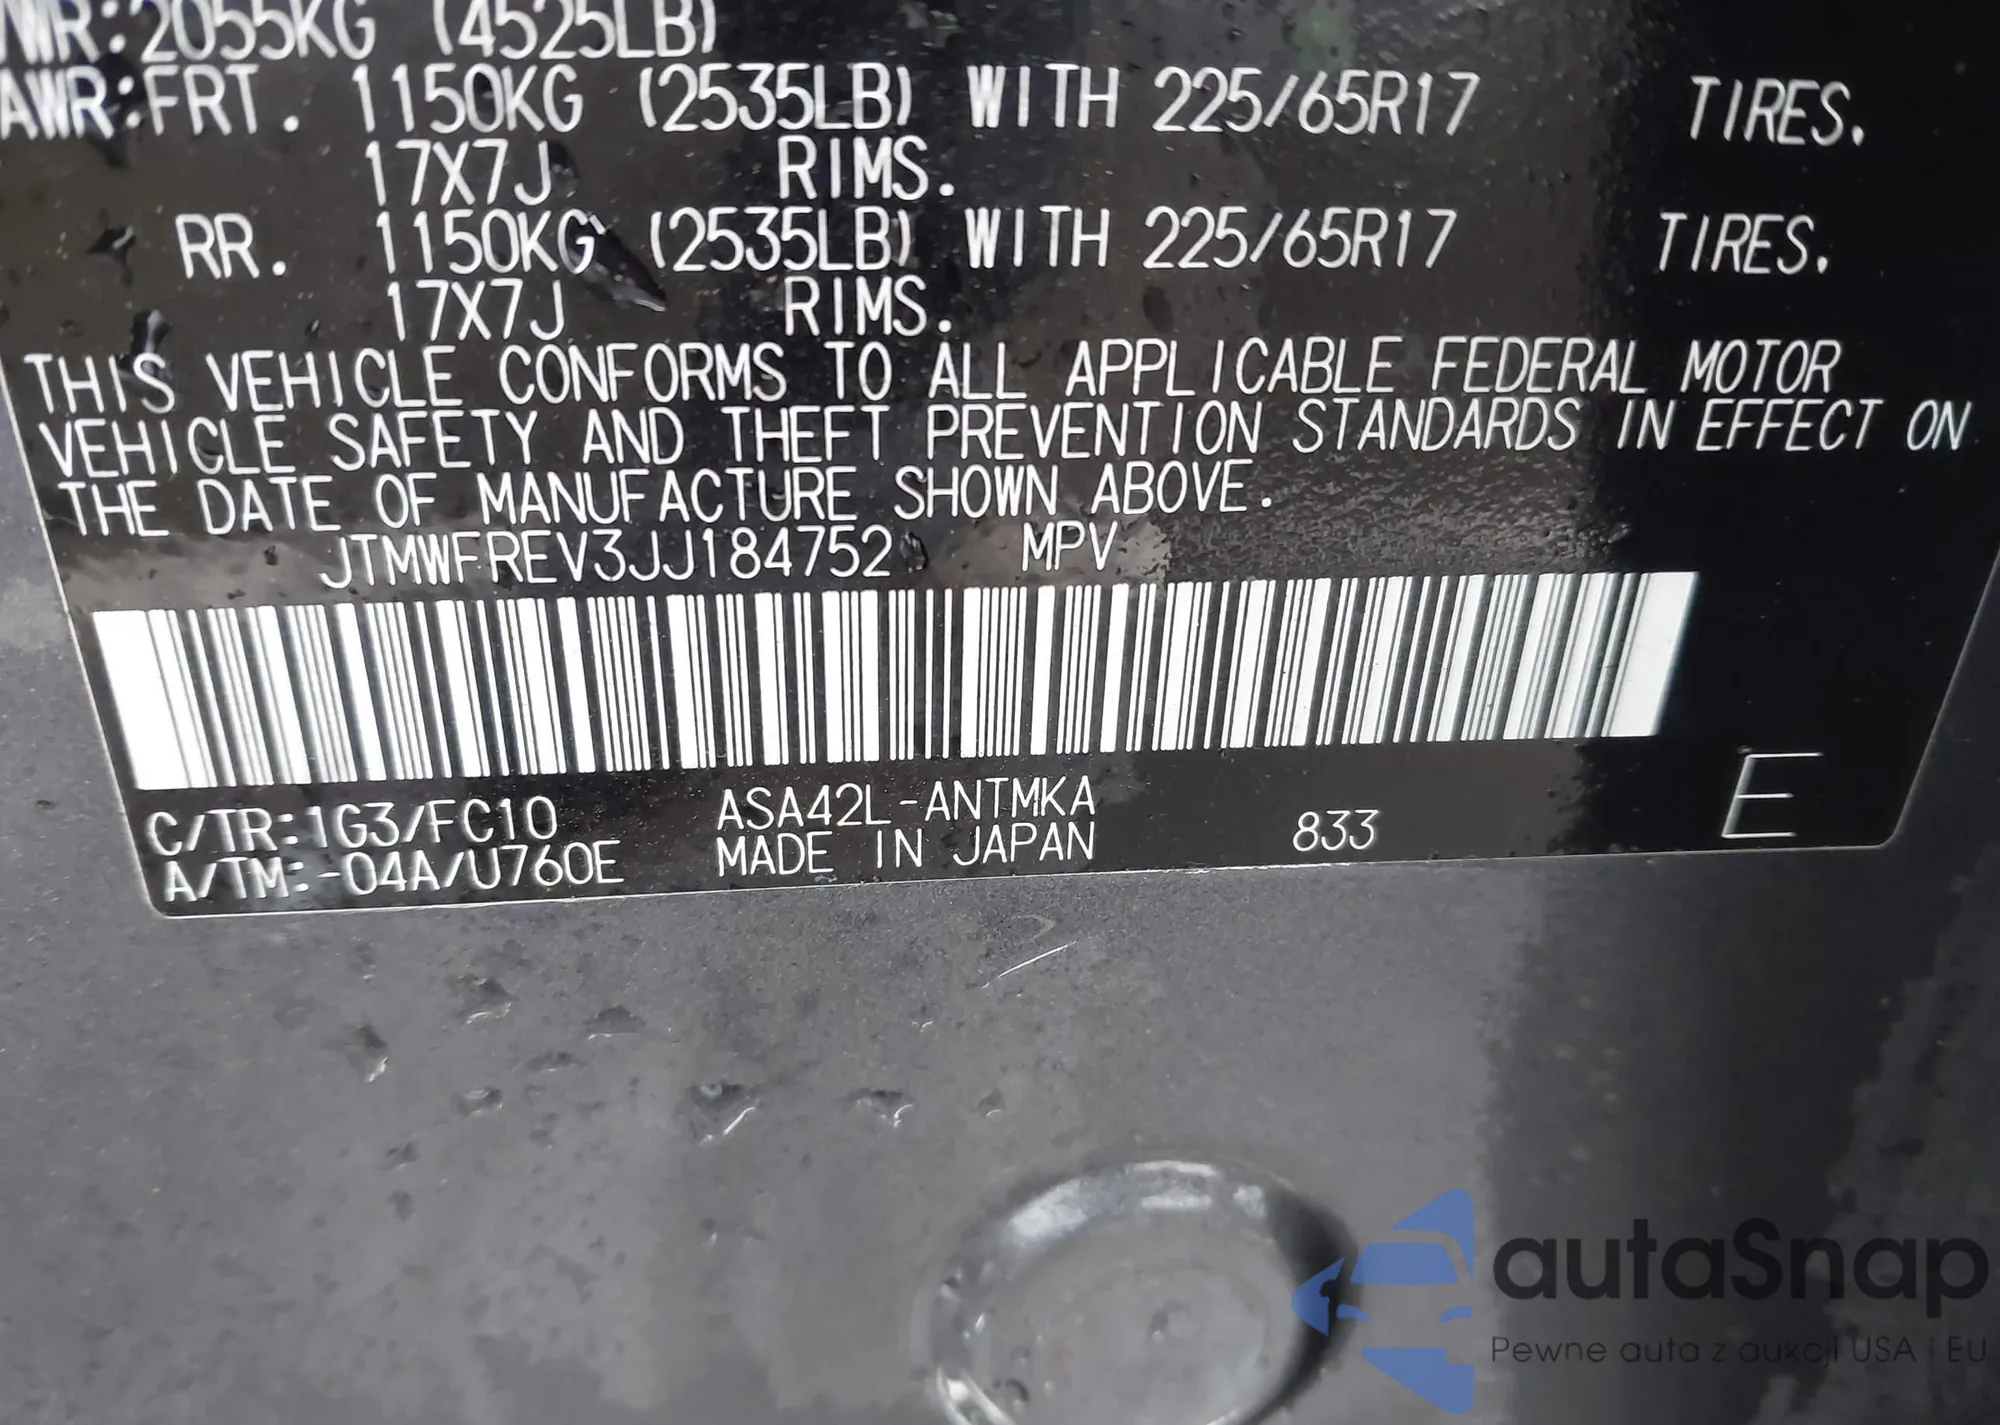 WR:2055KG (4525LB)
AWR:FRT. 1150KG (2535LB) WITH 225/65R17 TIRES.
17X7J RIMS.
RR. 1150KG (2535LB) WITH 225/65R17 TIRES.
17X7J RIMS.
THIS VEHICLE CONFORMS TO ALL APPLICABLE FEDERAL MOTOR
VEHICLE SAFETY AND THEFT PREVENTION STANDARDS IN EFFECT ON
THE DATE OF MANUFACTURE SHOWN ABOVE.
JTMWFREV3JJ184752 MPV
C/TR:1G3/FC10 ASA42L-ANTMKA 833 E
A/TM:-04A/U760E MADE IN JAPAN
autaSnap
Pewne auta z aukcji USA i EU